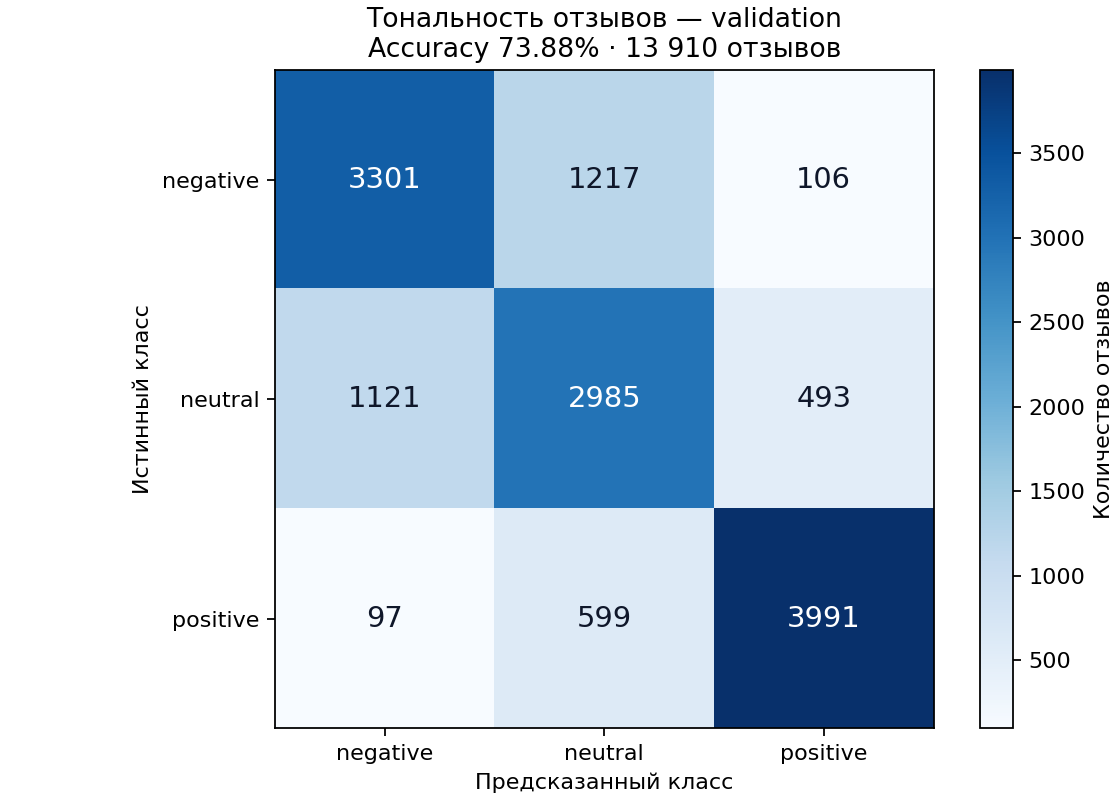 Тональность отзывов — validation
Accuracy 73.88% · 13 910 отзывов
negative
3301
1217
106
neutral
1121
2985
493
positive
97
599
3991
negative
neutral
positive
Предсказанный класс
Истинный класс
3500
3000
2500
2000
1500
1000
500
Количество отзывов